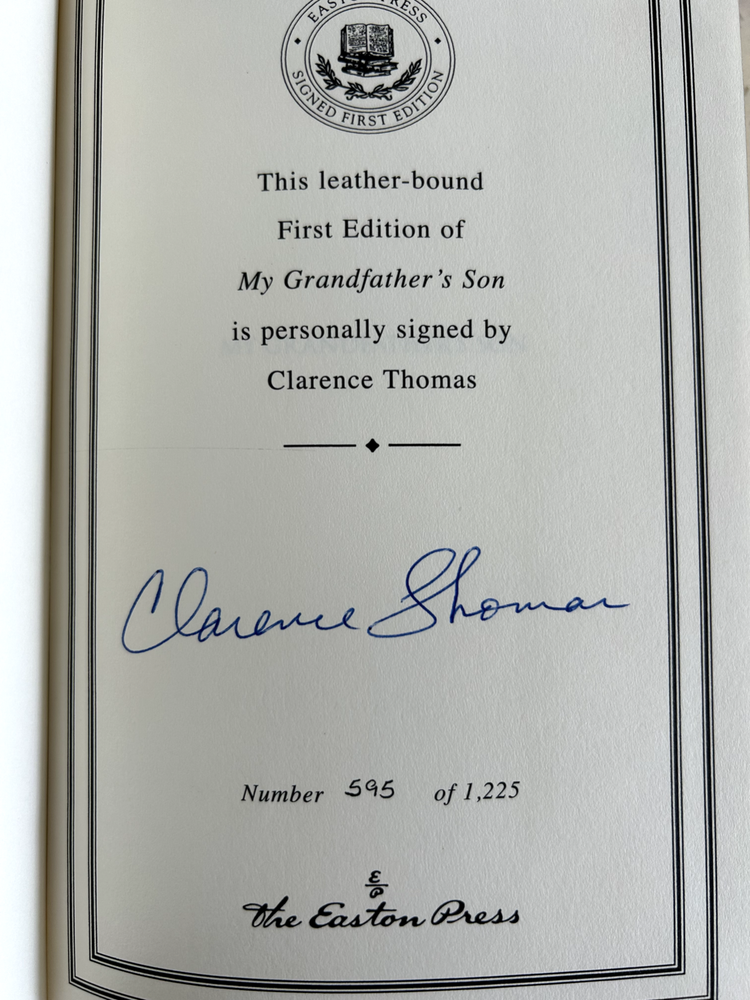 EASTON PRESS
SIGNED FIRST EDITION
This leather-bound
First Edition of
My Grandfather's Son
is personally signed by
Clarence Thomas
Clarence Thomas
Number 595 of 1,225
E
P
The Easton Press